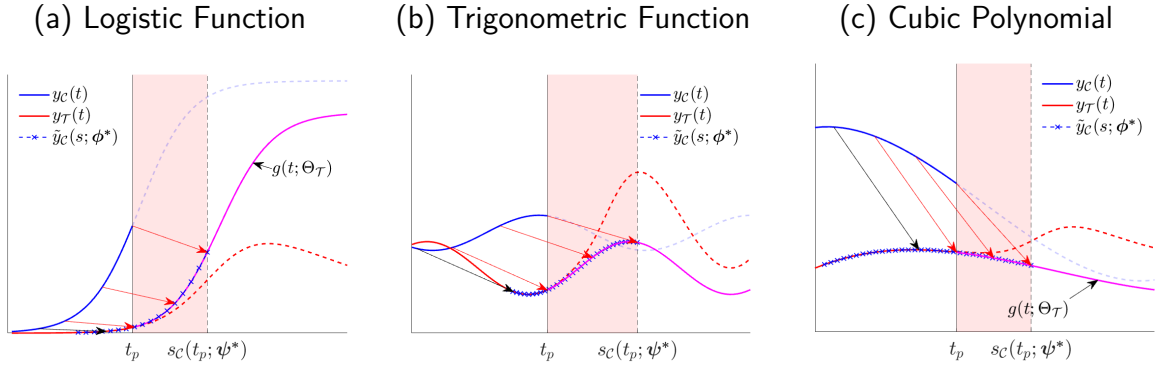 (a) Logistic Function
y_𝒞(t)
y_𝒯(t)
ỹ_𝒞(s; ϕ*)
g(t; Θ_𝒯)
t_p
s_𝒞(t_p; ψ*)
(b) Trigonometric Function
y_𝒞(t)
y_𝒯(t)
ỹ_𝒞(s; ϕ*)
t_p
s_𝒞(t_p; ψ*)
(c) Cubic Polynomial
y_𝒞(t)
y_𝒯(t)
ỹ_𝒞(s; ϕ*)
g(t; Θ_𝒯)
t_p
s_𝒞(t_p; ψ*)